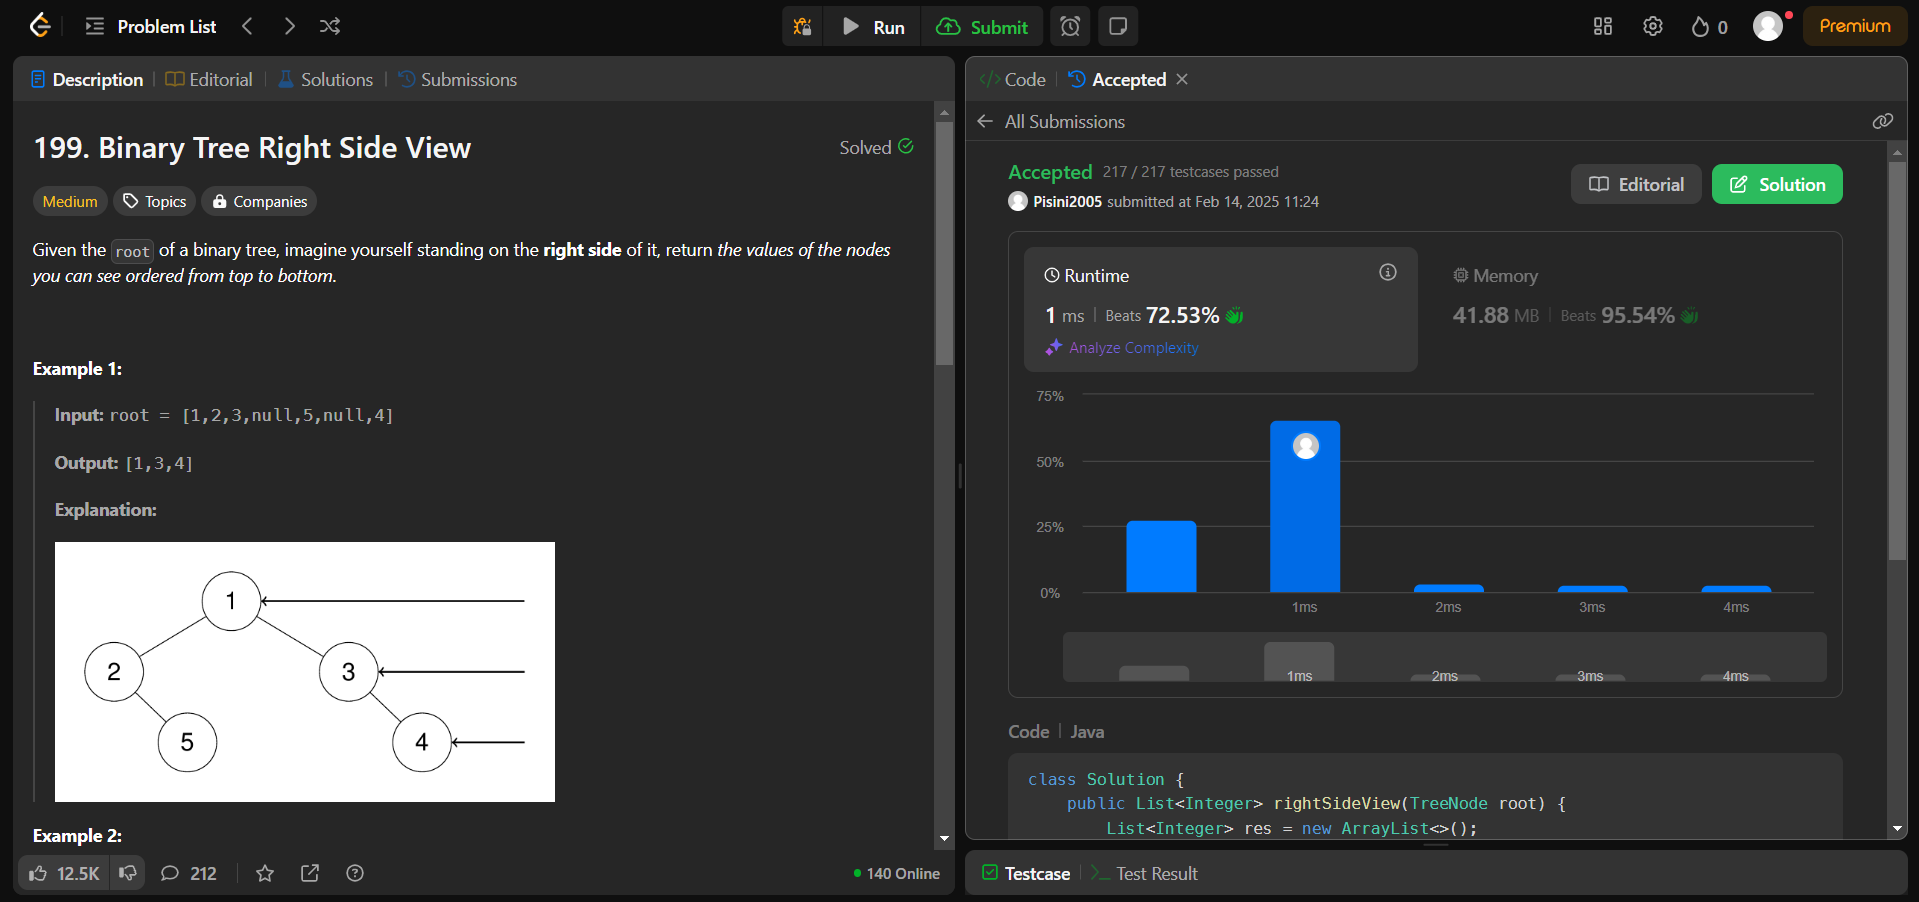 Problem List
Run
Submit
0
Premium
Description
Editorial
Solutions
Submissions
199. Binary Tree Right Side View
Solved
Medium
Topics
Companies
Given the root of a binary tree, imagine yourself standing on the right side of it, return the values of the nodes
you can see ordered from top to bottom.
Example 1:
Input: root = [1,2,3,null,5,null,4]
Output: [1,3,4]
Explanation:
1
2
3
5
4
Example 2:
12.5K
212
140 Online
Code
Accepted
All Submissions
Accepted 217 / 217 testcases passed
Pisini2005 submitted at Feb 14, 2025 11:24
Editorial
Solution
Runtime
1 ms Beats 72.53%
Analyze Complexity
Memory
41.88 MB Beats 95.54%
75%
50%
25%
0%
1ms
2ms
3ms
4ms
1ms
2ms
3ms
4ms
Code
Java
class Solution {
public List<Integer> rightSideView(TreeNode root) {
List<Integer> res = new ArrayList<>();
Testcase
Test Result